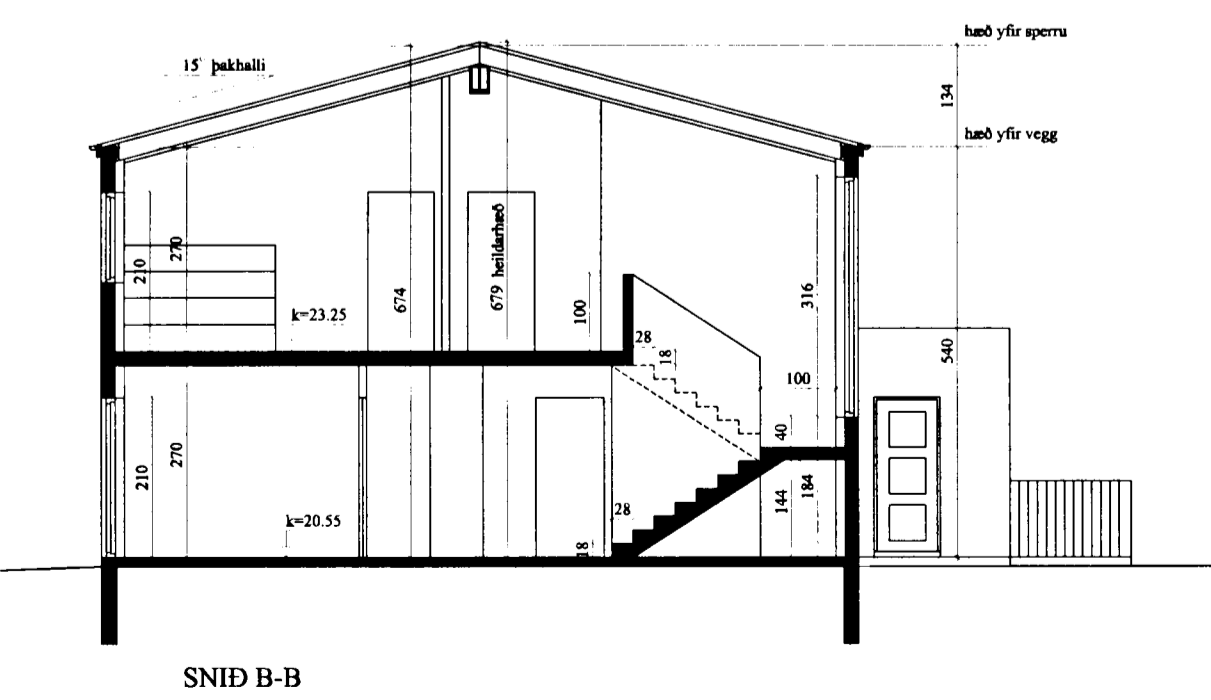 hæð yfir sperru
15° þakhalli
134
hæð yfir vegg
270
210
674
679 heildarhæð
100
316
k=23.25
28
18
540
100
40
270
210
144
184
28
k=20.55
18
SNIÐ B-B